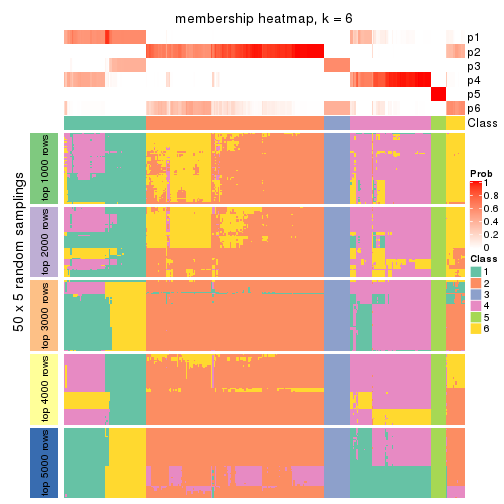 membership heatmap, k = 6
p1
p2
p3
p4
p5
p6
Class
50 x 5 random samplings
top 1000 rows
top 2000 rows
top 3000 rows
top 4000 rows
top 5000 rows
Prob
1
0.8
0.6
0.4
0.2
0
Class
1
2
3
4
5
6